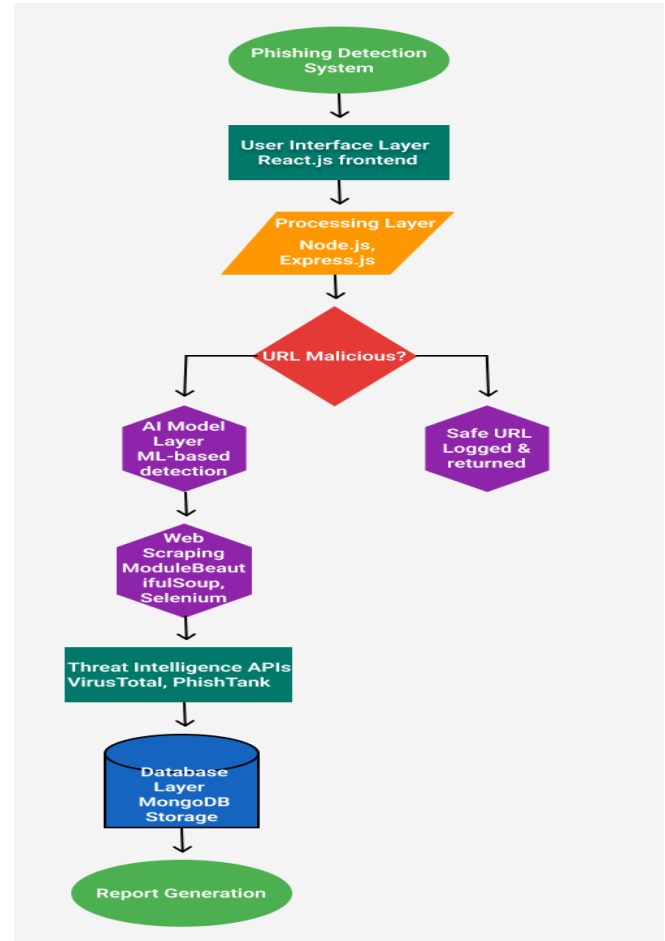 Phishing Detection
System
User Interface Layer
React.js frontend
Processing Layer
Node.js,
Express.js
URL Malicious?
AI Model
Layer
ML-based
detection
Safe URL
Logged &
returned
Web
Scraping
ModuleBeaut
ifulSoup,
Selenium
Threat Intelligence APIs
VirusTotal, PhishTank
Database
Layer
MongoDB
Storage
Report Generation